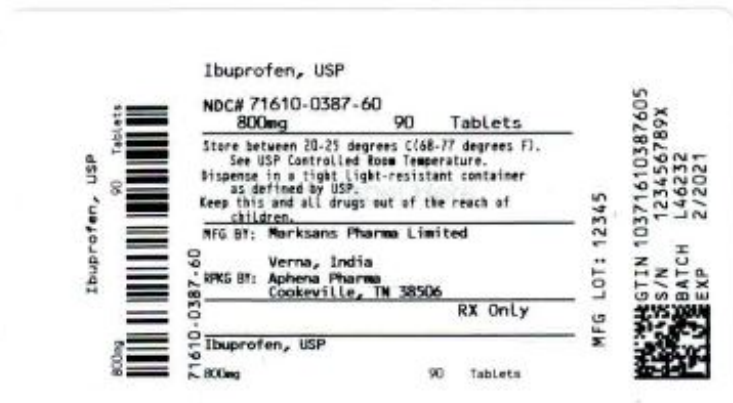 Ibuprofen, USP
NDC# 71610-0387-60
800mg 90 Tablets
Store between 20-25 degrees C(68-77 degrees F).
See USP Controlled Room Temperature.
Dispense in a tight light-resistant container
as defined by USP.
Keep this and all drugs out of the reach of
children.
MFG BY: Marksans Pharma Limited
Verna, India
RPKG BY: Aphena Pharma
Cookeville, TN 38506
RX Only
Ibuprofen, USP
800mg 90 Tablets
Ibuprofen, USP
800mg 90 Tablets
71610-0387-60
MFG LOT: 12345
GTIN 10371610387605
S/N 123456789X
BATCH L46232
EXP 2/2021